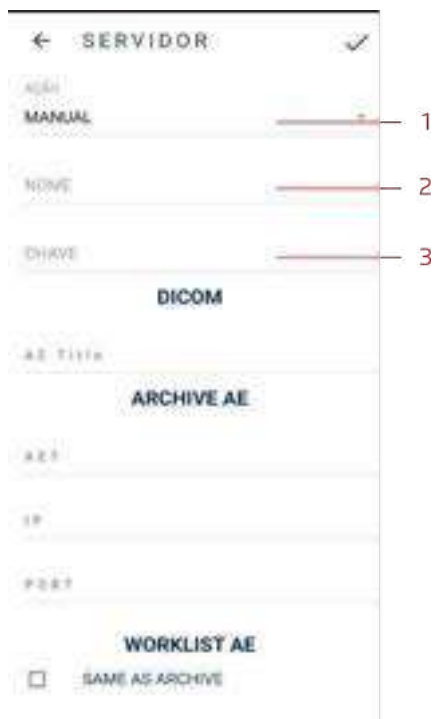 SERVIDOR
AÇÃO
MANUAL
1
NOME
2
CHAVE
3
DICOM
AE Title
ARCHIVE AE
AET
IP
PORT
WORKLIST AE
SAME AS ARCHIVE